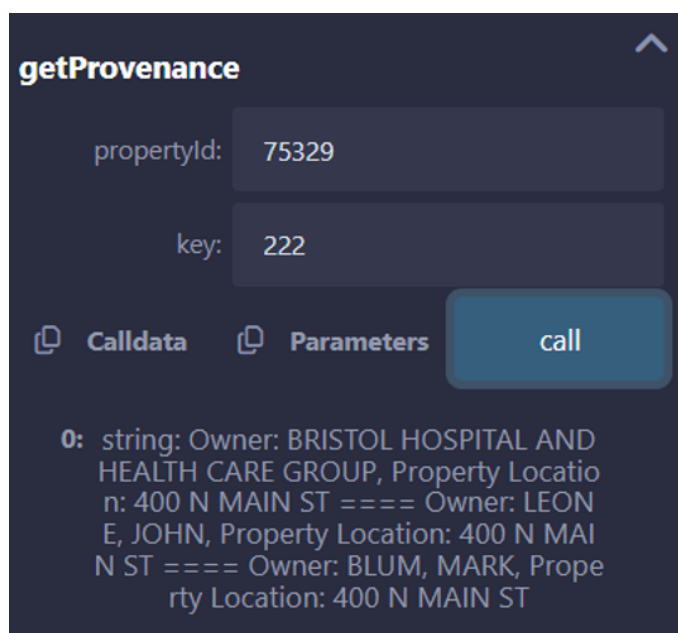 getProvenance
propertyId: 75329
key: 222
Calldata Parameters call
0: string: Owner: BRISTOL HOSPITAL AND
HEALTH CARE GROUP, Property Locatio
n: 400 N MAIN ST ==== Owner: LEON
E, JOHN, Property Location: 400 N MAI
N ST ==== Owner: BLUM, MARK, Prope
rty Location: 400 N MAIN ST